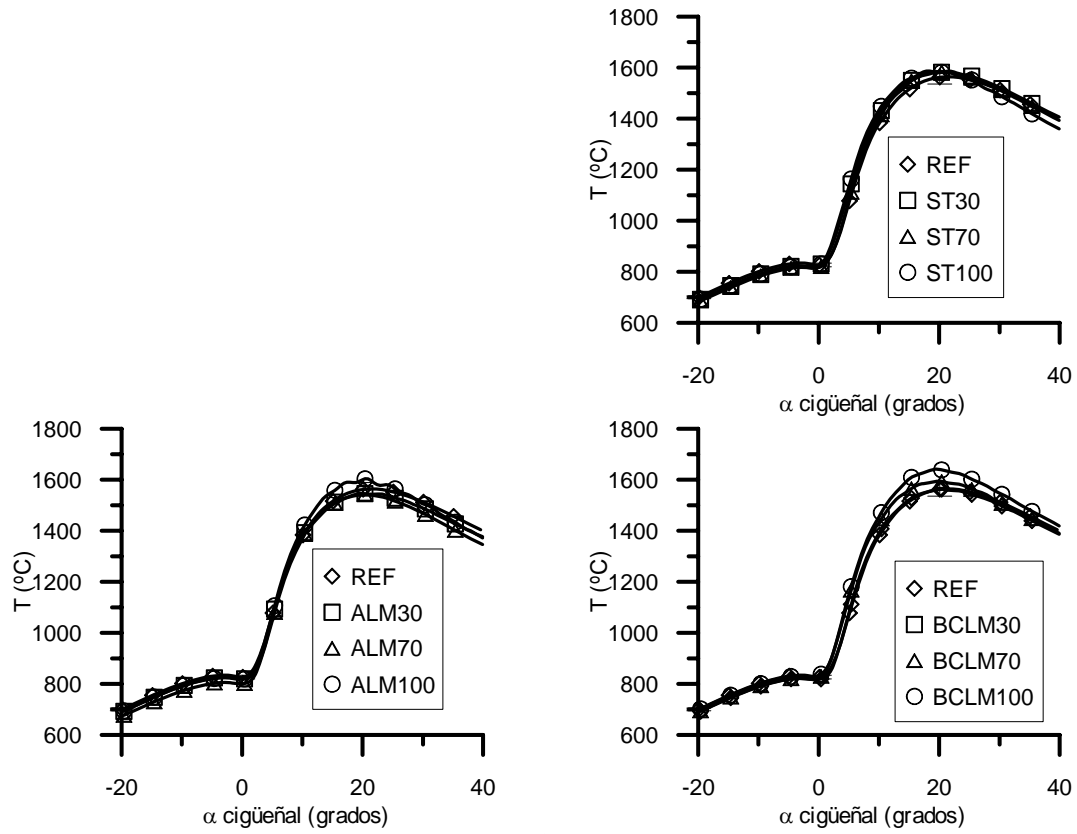 1800
1600
1400
1200
1000
800
600
T (ºC)
-20 0 20 40
α cigüeñal (grados)
REF
ST30
ST70
ST100
1800
1600
1400
1200
1000
800
600
T (ºC)
-20 0 20 40
α cigüeñal (grados)
REF
ALM30
ALM70
ALM100
1800
1600
1400
1200
1000
800
600
T (ºC)
-20 0 20 40
α cigüeñal (grados)
REF
BCLM30
BCLM70
BCLM100